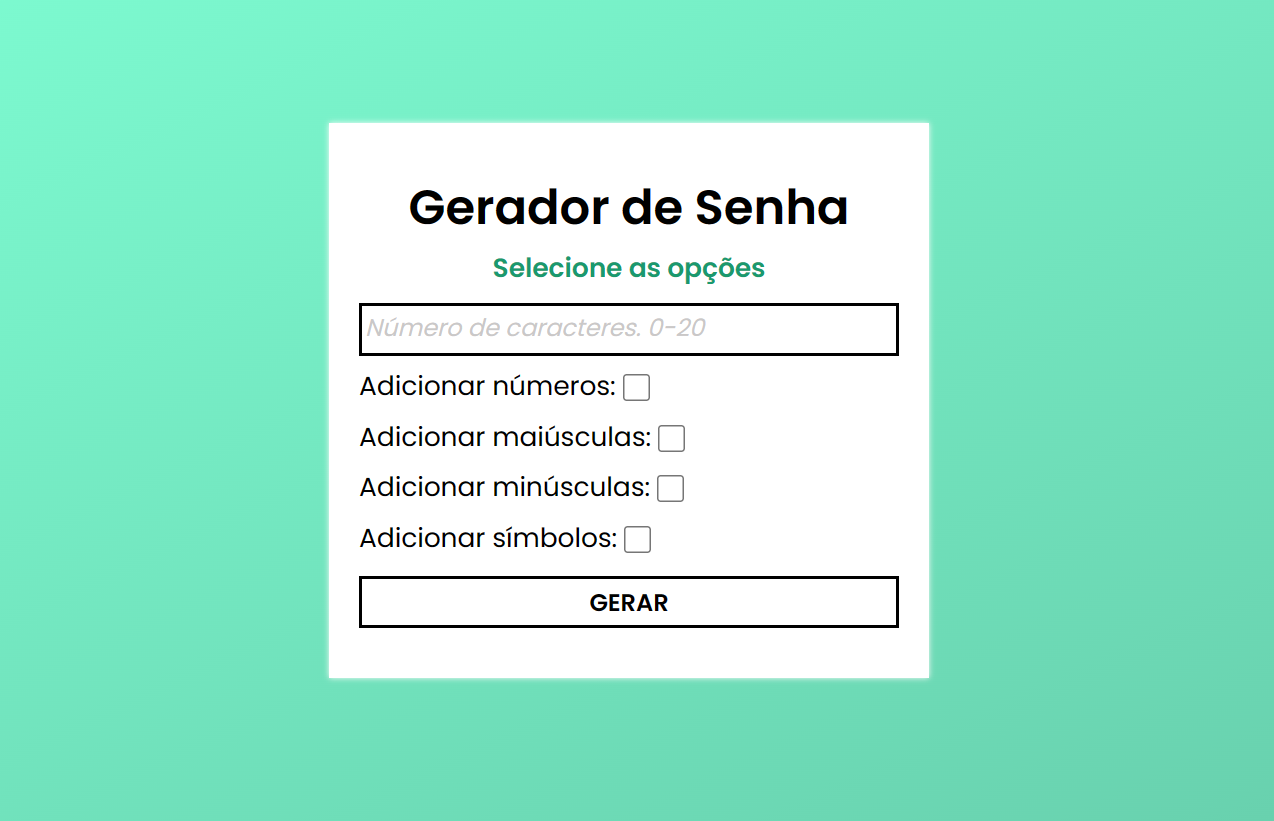 Gerador de Senha
Selecione as opções
Número de caracteres. 0-20
Adicionar números:
Adicionar maiúsculas:
Adicionar minúsculas:
Adicionar símbolos:
GERAR